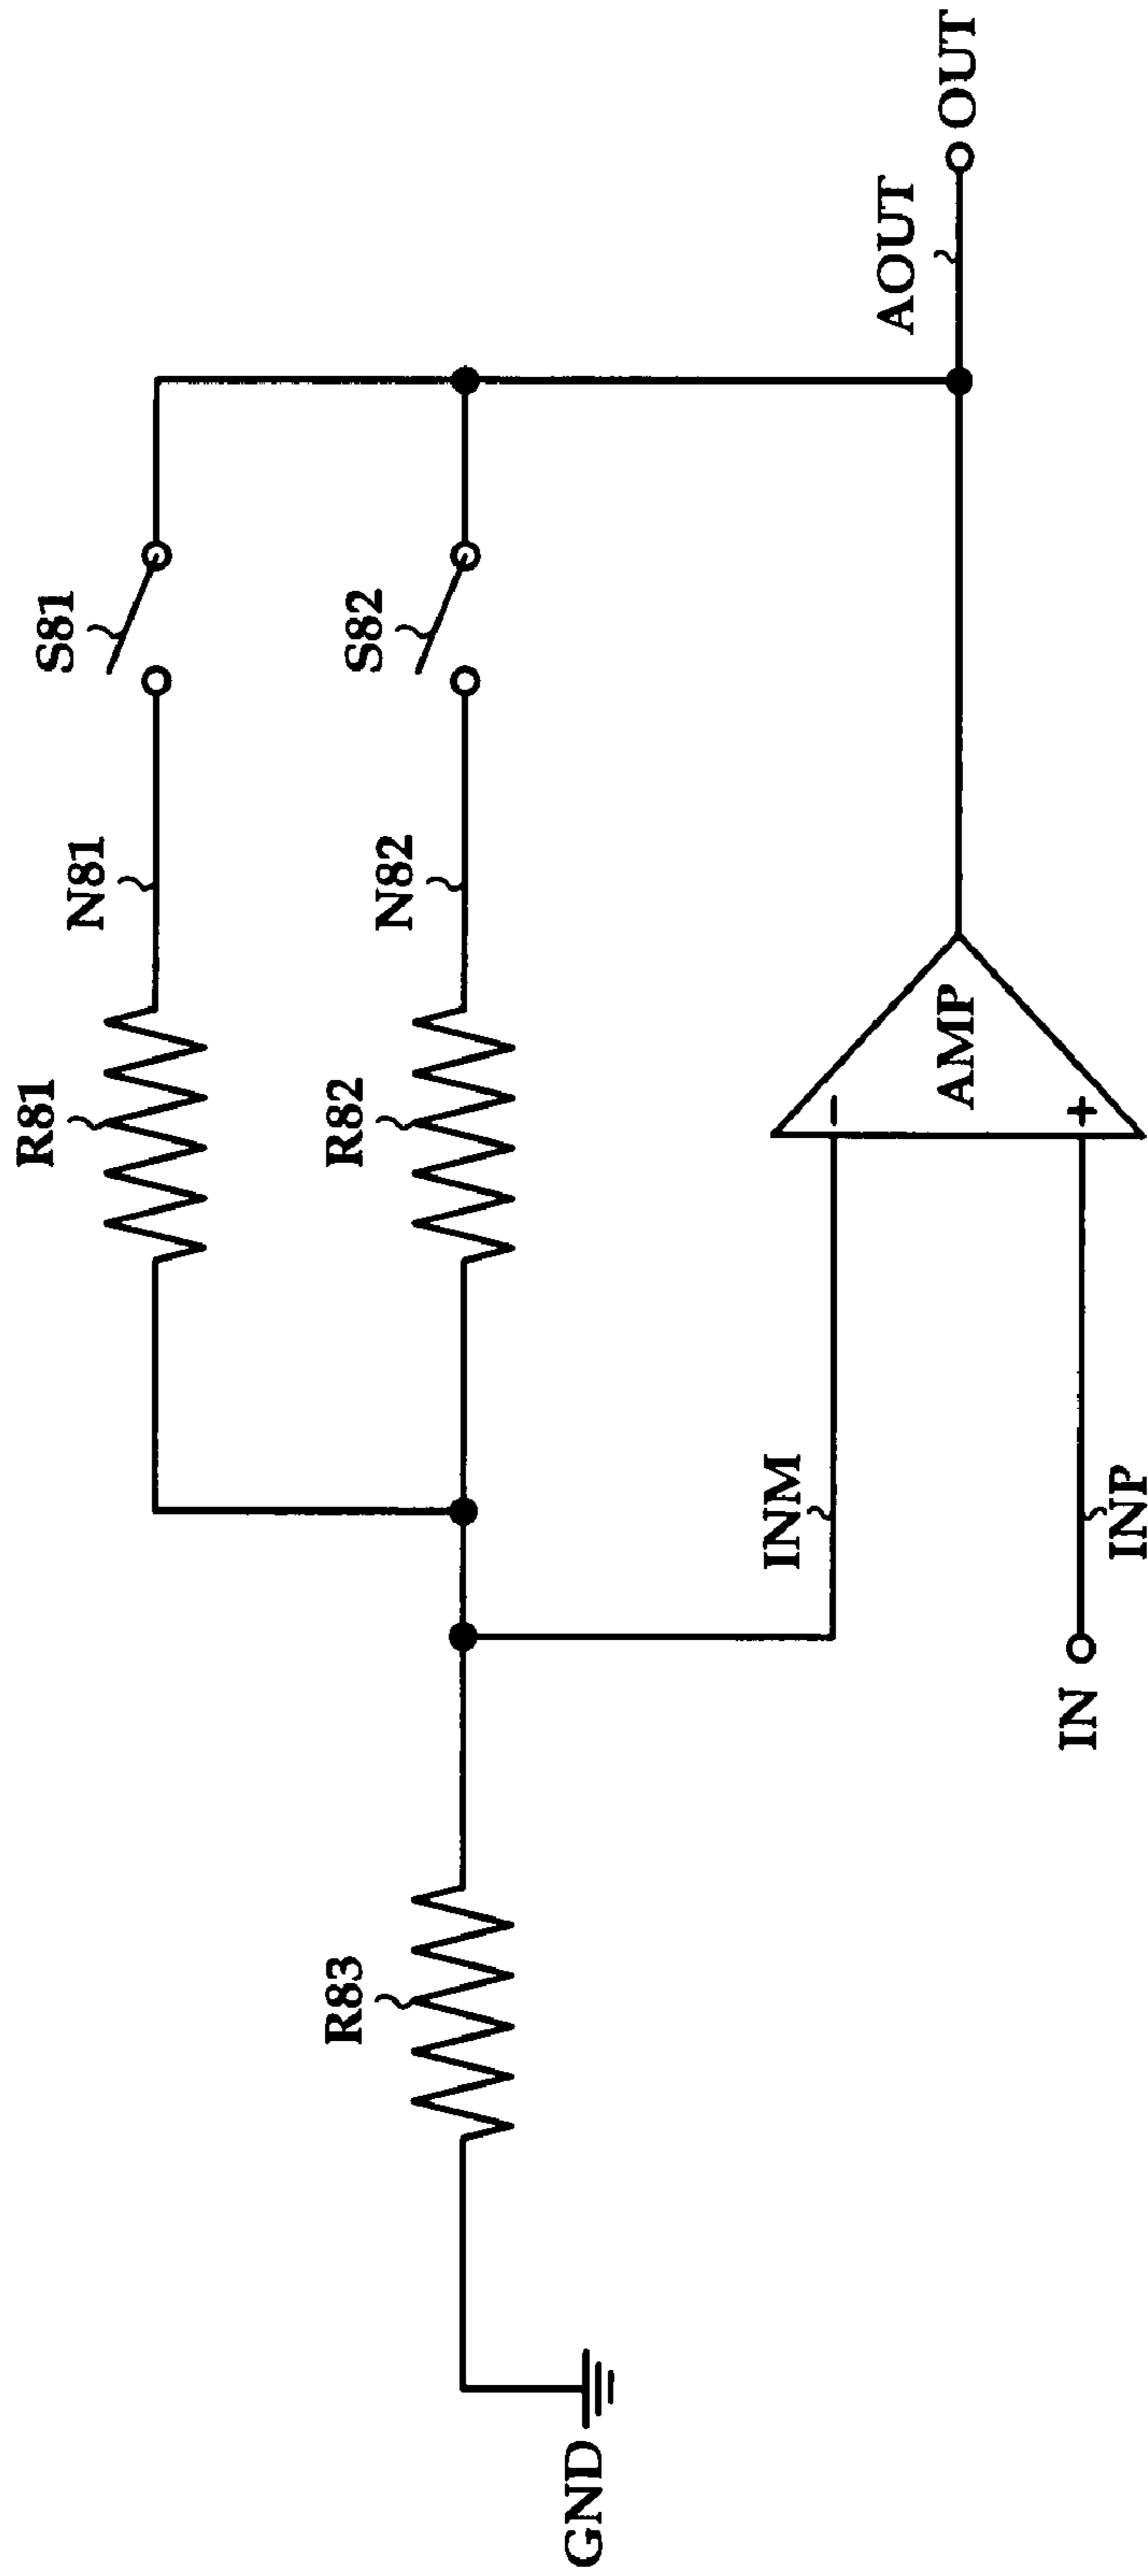 S81
N81
R81
S82
N82
R82
R83
GND
AOUT
OUT
AMP
-
+
INM
INP
IN